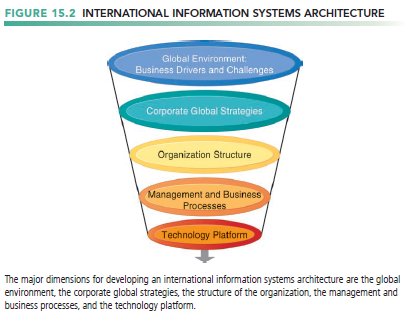 FIGURE 15.2 INTERNATIONAL INFORMATION SYSTEMS ARCHITECTURE
Global Environment:
Business Drivers and Challenges
Corporate Global Strategies
Organization Structure
Management and Business
Processes
Technology Platform
The major dimensions for developing an international information systems architecture are the global
environment, the corporate global strategies, the structure of the organization, the management and
business processes, and the technology platform.